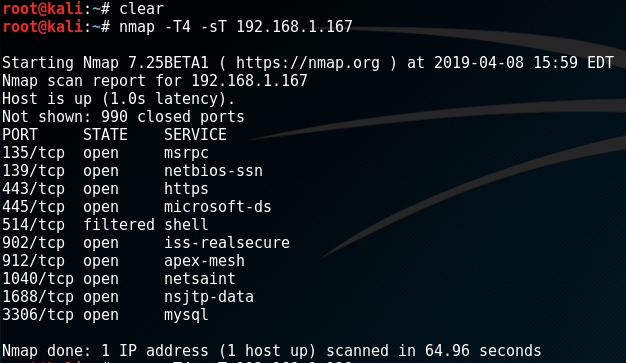 root@kali:~# clear
root@kali:~# nmap -T4 -sT 192.168.1.167
Starting Nmap 7.25BETA1 ( https://nmap.org ) at 2019-04-08 15:59 EDT
Nmap scan report for 192.168.1.167
Host is up (1.0s latency).
Not shown: 990 closed ports
PORT     STATE    SERVICE
135/tcp  open     msrpc
139/tcp  open     netbios-ssn
443/tcp  open     https
445/tcp  open     microsoft-ds
514/tcp  filtered shell
902/tcp  open     iss-realsecure
912/tcp  open     apex-mesh
1040/tcp open     netsaint
1688/tcp open     nsjtp-data
3306/tcp open     mysql
Nmap done: 1 IP address (1 host up) scanned in 64.96 seconds